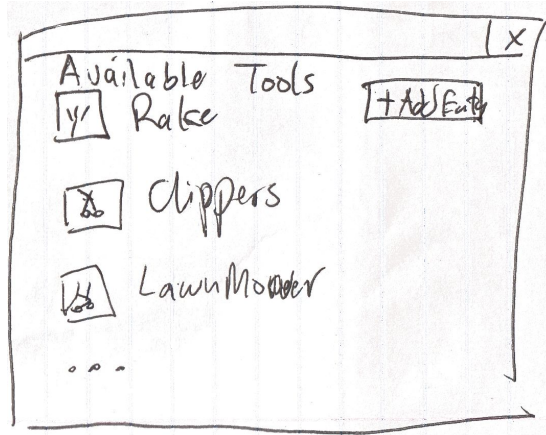 X
Available Tools
Rake
+Add Entry
Clippers
LawnMower
...